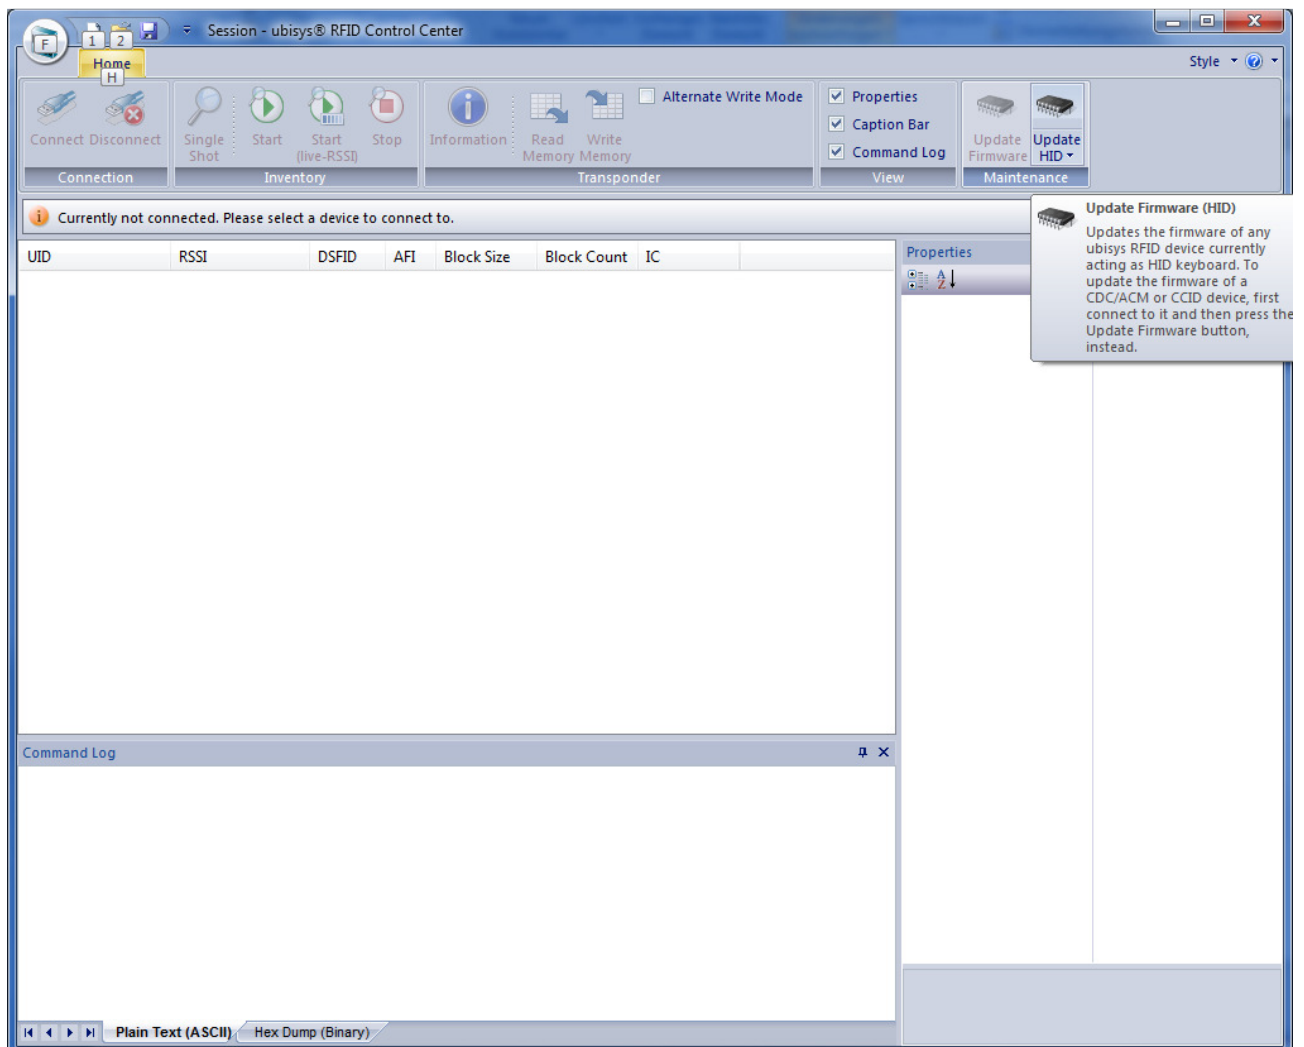 Session - ubisys® RFID Control Center
F
1 2
Home
H
Style
Connect Disconnect
Single Shot
Start
Start (live-RSSI)
Stop
Information
Read Memory
Write Memory
Alternate Write Mode
Properties
Caption Bar
Command Log
Update Firmware
Update HID
Connection
Inventory
Transponder
View
Maintenance
i Currently not connected. Please select a device to connect to.
Update Firmware (HID)
Updates the firmware of any
ubisys RFID device currently
acting as HID keyboard. To
update the firmware of a
CDC/ACM or CCID device, first
connect to it and then press the
Update Firmware button,
instead.
UID RSSI DSFID AFI Block Size Block Count IC
Properties
A
Z
Command Log
Plain Text (ASCII) Hex Dump (Binary)